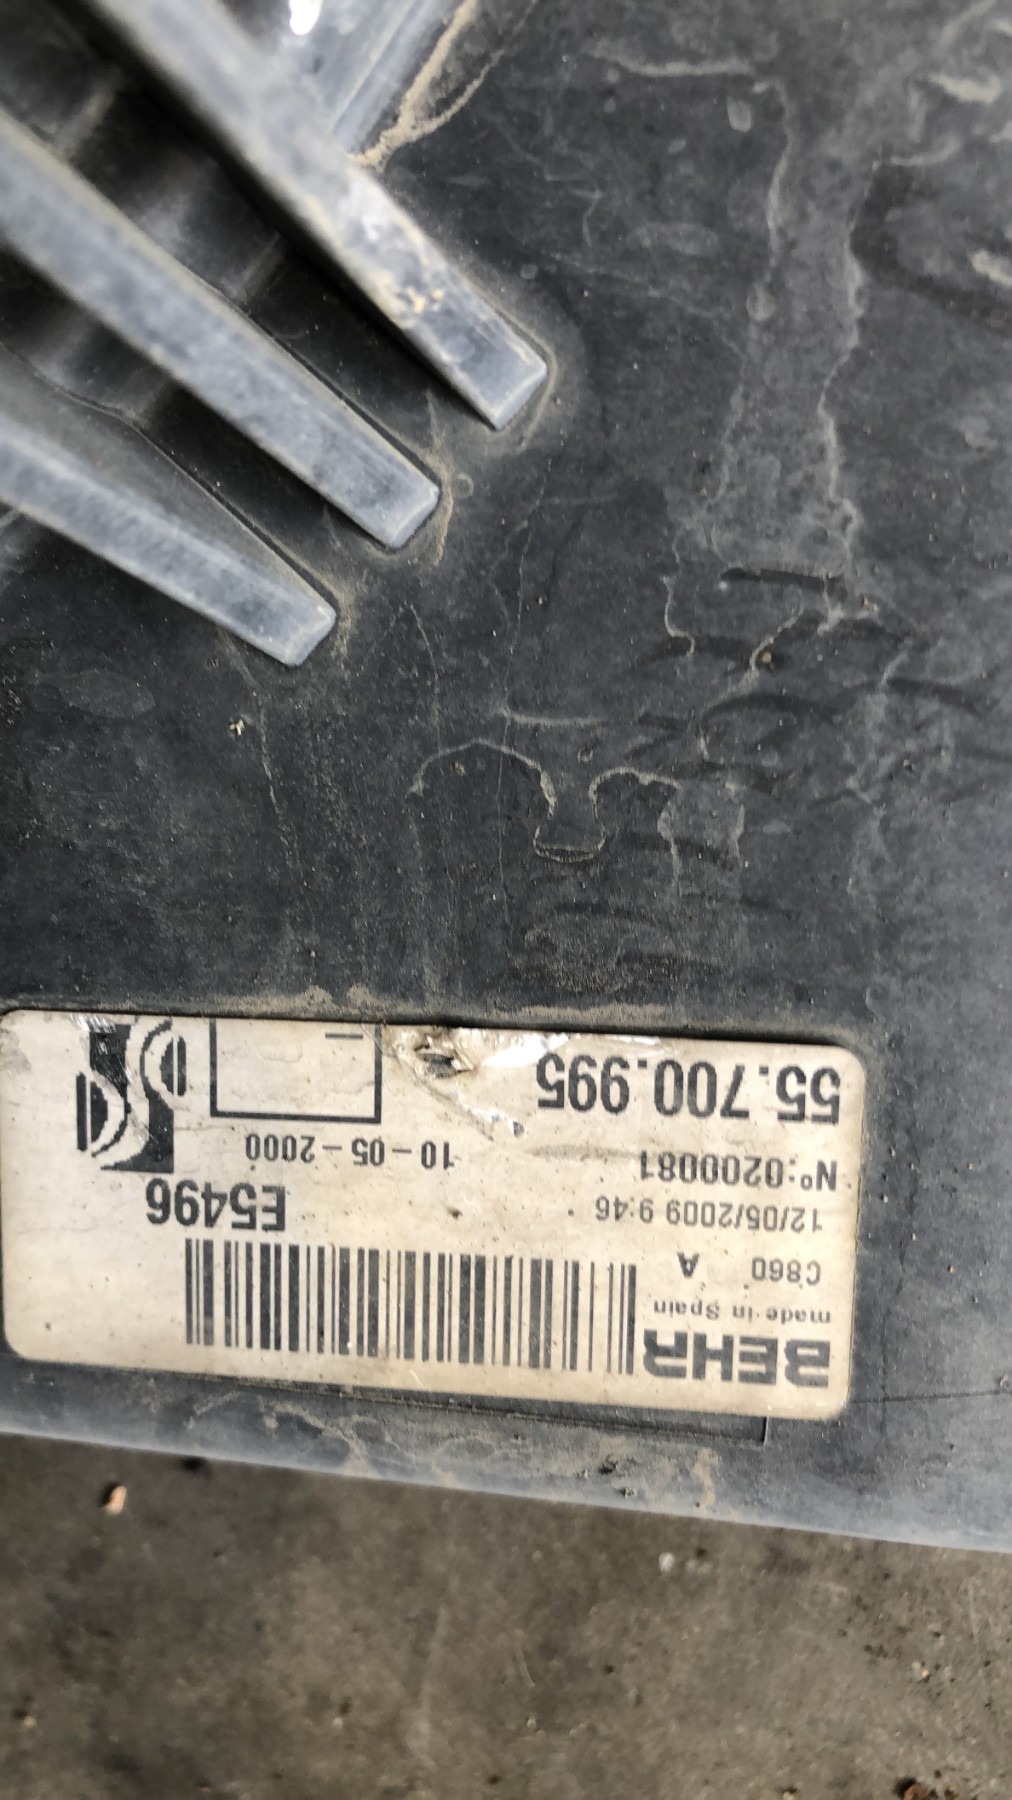 BEHR
made in Spain
C860 A
12/05/2009 9:46
Nº:0200081
55.700.995
E5496
10-05-2000